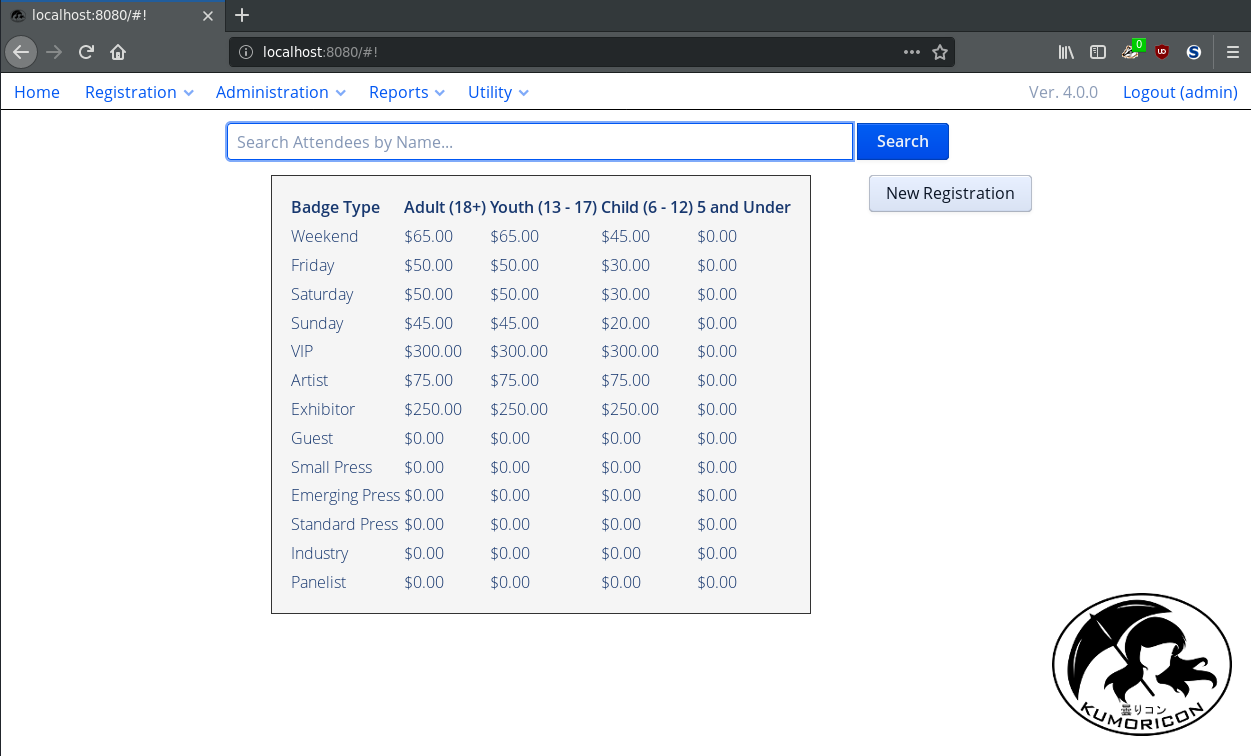 localhost:8080/#!
localhost:8080/#!
0
Home Registration Administration Reports Utility Ver. 4.0.0 Logout (admin)
Search Attendees by Name... Search
New Registration
Badge Type Adult (18+) Youth (13 - 17) Child (6 - 12) 5 and Under
Weekend $65.00 $65.00 $45.00 $0.00
Friday $50.00 $50.00 $30.00 $0.00
Saturday $50.00 $50.00 $30.00 $0.00
Sunday $45.00 $45.00 $20.00 $0.00
VIP $300.00 $300.00 $300.00 $0.00
Artist $75.00 $75.00 $75.00 $0.00
Exhibitor $250.00 $250.00 $250.00 $0.00
Guest $0.00 $0.00 $0.00 $0.00
Small Press $0.00 $0.00 $0.00 $0.00
Emerging Press $0.00 $0.00 $0.00 $0.00
Standard Press $0.00 $0.00 $0.00 $0.00
Industry $0.00 $0.00 $0.00 $0.00
Panelist $0.00 $0.00 $0.00 $0.00
曇りコン
KUMORICON